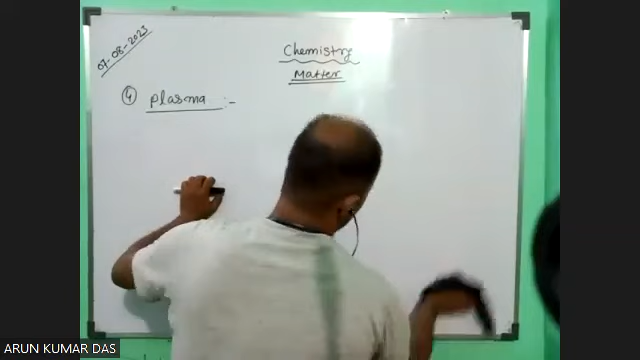 07-08-2023
Chemistry
Matter
4 plasma :-
ARUN KUMAR DAS